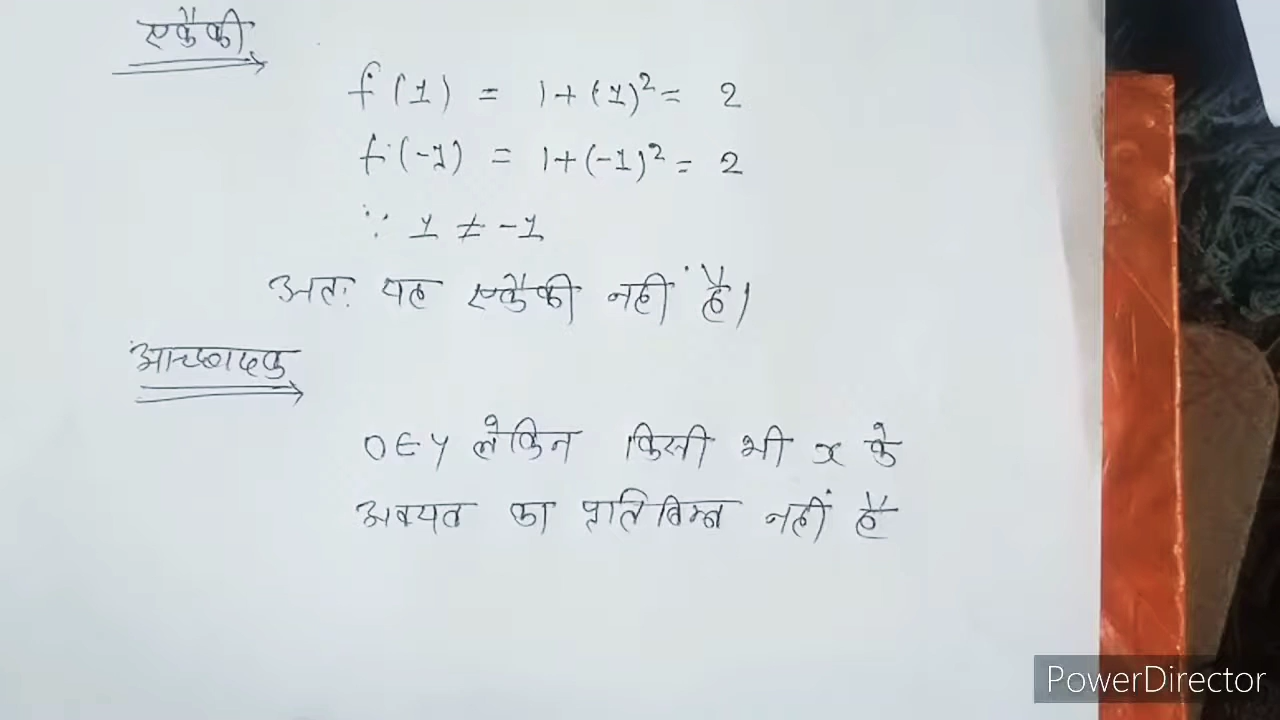 एकैकी
f(1) = 1+(1)² = 2
f(-1) = 1+(-1)² = 2
∵ 1 ≠ -1
अतः यह एकैकी नहीं है।
आच्छादक
0 ∈ y लेकिन किसी भी x के
अवयव का प्रतिबिम्ब नहीं है
PowerDirector